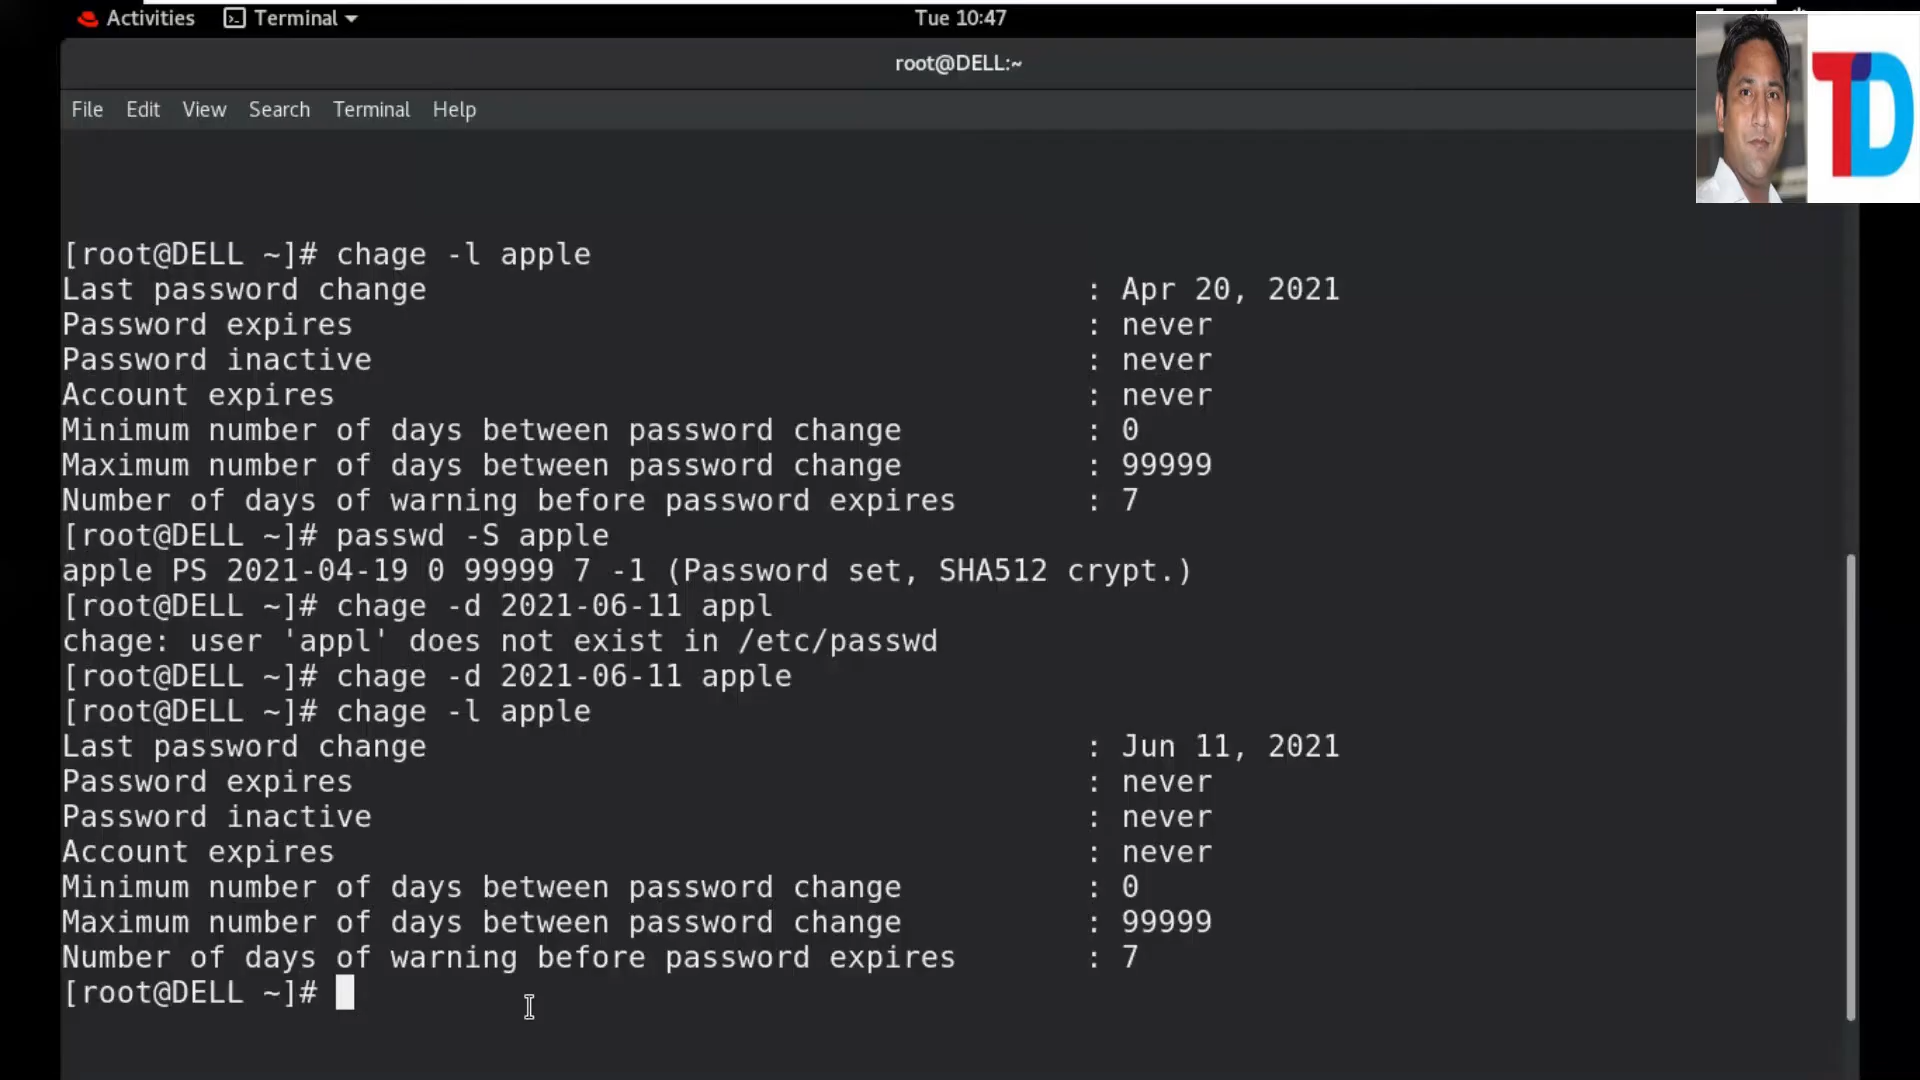 Activities Terminal Tue 10:47
root@DELL:~
File Edit View Search Terminal Help
TD
[root@DELL ~]# chage -l apple
Last password change : Apr 20, 2021
Password expires : never
Password inactive : never
Account expires : never
Minimum number of days between password change : 0
Maximum number of days between password change : 99999
Number of days of warning before password expires : 7
[root@DELL ~]# passwd -S apple
apple PS 2021-04-19 0 99999 7 -1 (Password set, SHA512 crypt.)
[root@DELL ~]# chage -d 2021-06-11 appl
chage: user 'appl' does not exist in /etc/passwd
[root@DELL ~]# chage -d 2021-06-11 apple
[root@DELL ~]# chage -l apple
Last password change : Jun 11, 2021
Password expires : never
Password inactive : never
Account expires : never
Minimum number of days between password change : 0
Maximum number of days between password change : 99999
Number of days of warning before password expires : 7
[root@DELL ~]#